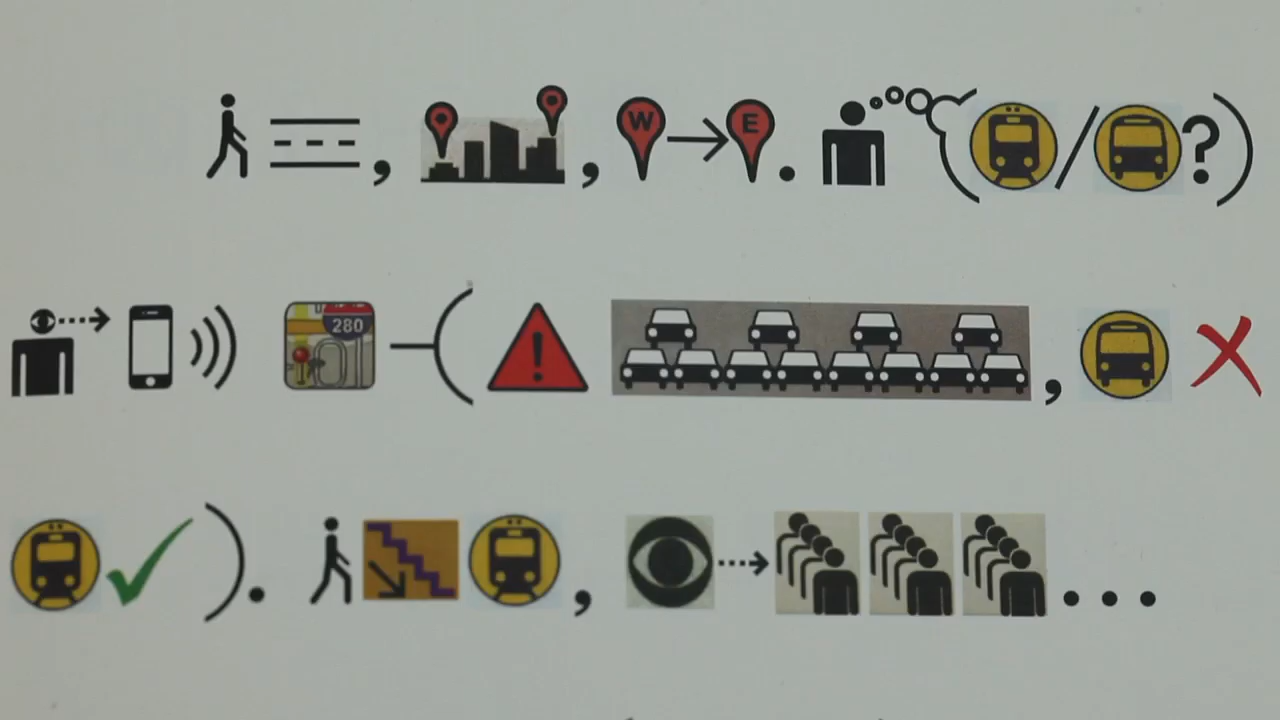 , , W → E . ( / ? )
280 ( ! ,
) . , ...